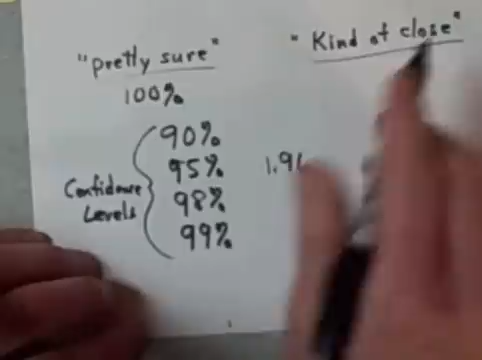 "pretty sure"
"Kind of close"
100%
90%
95%
98%
99%
Confidence
Levels